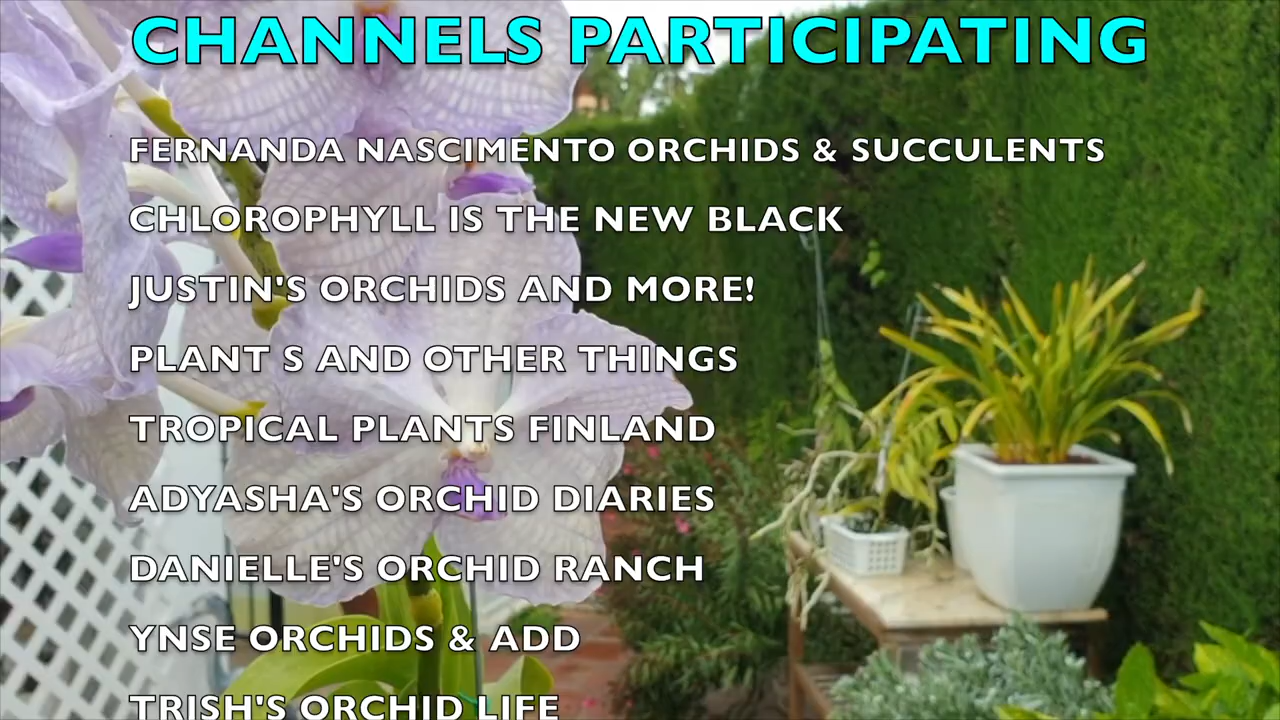 CHANNELS PARTICIPATING
FERNANDA NASCIMENTO ORCHIDS & SUCCULENTS
CHLOROPHYLL IS THE NEW BLACK
JUSTIN'S ORCHIDS AND MORE!
PLANT S AND OTHER THINGS
TROPICAL PLANTS FINLAND
ADYASHA'S ORCHID DIARIES
DANIELLE'S ORCHID RANCH
YNSE ORCHIDS & ADD
TRISH'S ORCHID LIFE